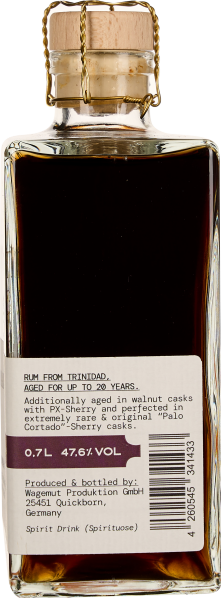 RUM FROM TRINIDAD,
AGED FOR UP TO 20 YEARS.
Additionally aged in walnut casks
with PX-Sherry and perfected in
extremely rare & original "Palo
Cortado"-Sherry casks.
0.7 L 47,6% VOL
Produced & bottled by:
Wagemut Produktion GmbH
25451 Quickborn,
Germany
Spirit Drink (Spirituose)
4 260545 341433